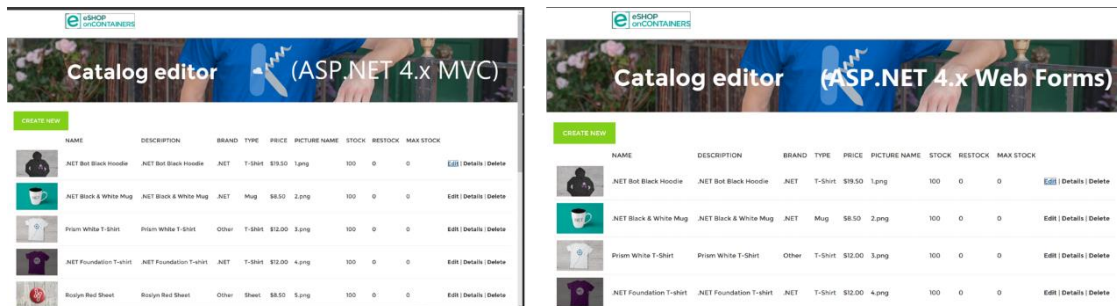 eSHOP
onCONTAINERS
Catalog editor (ASP.NET 4.x MVC)
CREATE NEW
NAME DESCRIPTION BRAND TYPE PRICE PICTURE NAME STOCK RESTOCK MAX STOCK
.NET Bot Black Hoodie .NET Bot Black Hoodie .NET T-Shirt $19.50 1.png 100 0 0 Edit | Details | Delete
.NET Black & White Mug .NET Black & White Mug .NET Mug $8.50 2.png 100 0 0 Edit | Details | Delete
Prism White T-Shirt Prism White T-Shirt Other T-Shirt $12.00 3.png 100 0 0 Edit | Details | Delete
.NET Foundation T-shirt .NET Foundation T-shirt .NET T-Shirt $12.00 4.png 100 0 0 Edit | Details | Delete
Roslyn Red Sheet Roslyn Red Sheet Other Sheet $8.50 5.png 100 0 0 Edit | Details | Delete
eSHOP
onCONTAINERS
Catalog editor (ASP.NET 4.x Web Forms)
CREATE NEW
NAME DESCRIPTION BRAND TYPE PRICE PICTURE NAME STOCK RESTOCK MAX STOCK
.NET Bot Black Hoodie .NET Bot Black Hoodie .NET T-Shirt $19.50 1.png 100 0 0 Edit | Details | Delete
.NET Black & White Mug .NET Black & White Mug .NET Mug $8.50 2.png 100 0 0 Edit | Details | Delete
Prism White T-Shirt Prism White T-Shirt Other T-Shirt $12.00 3.png 100 0 0 Edit | Details | Delete
.NET Foundation T-shirt .NET Foundation T-shirt .NET T-Shirt $12.00 4.png 100 0 0 Edit | Details | Delete